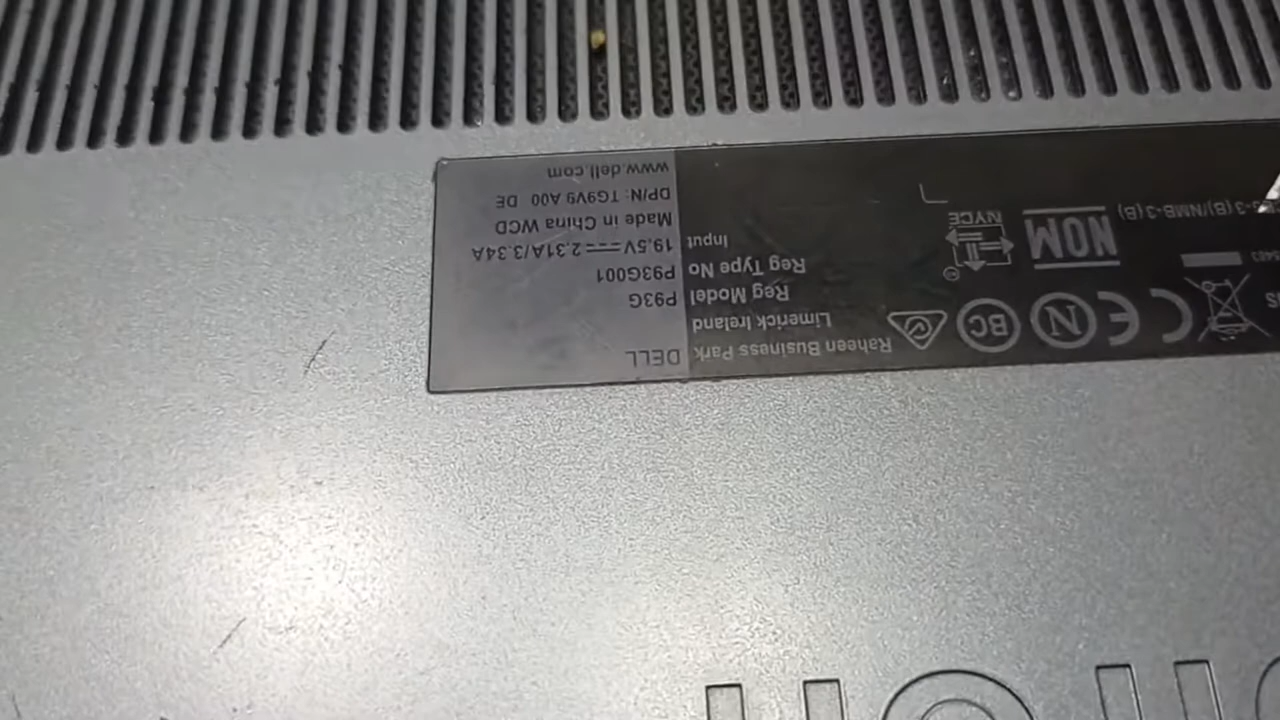 DELL
Raheen Business Park
Limerick Ireland
Reg Model P93G
Reg Type No P93G001
Input 19.5V⎓2.31A/3.34A
Made in China WCD
DP/N: TG9V9 A00 DE
www.dell.com
CE
N
BC
NOM
NYCE
-3(B)/NMB-3(B)